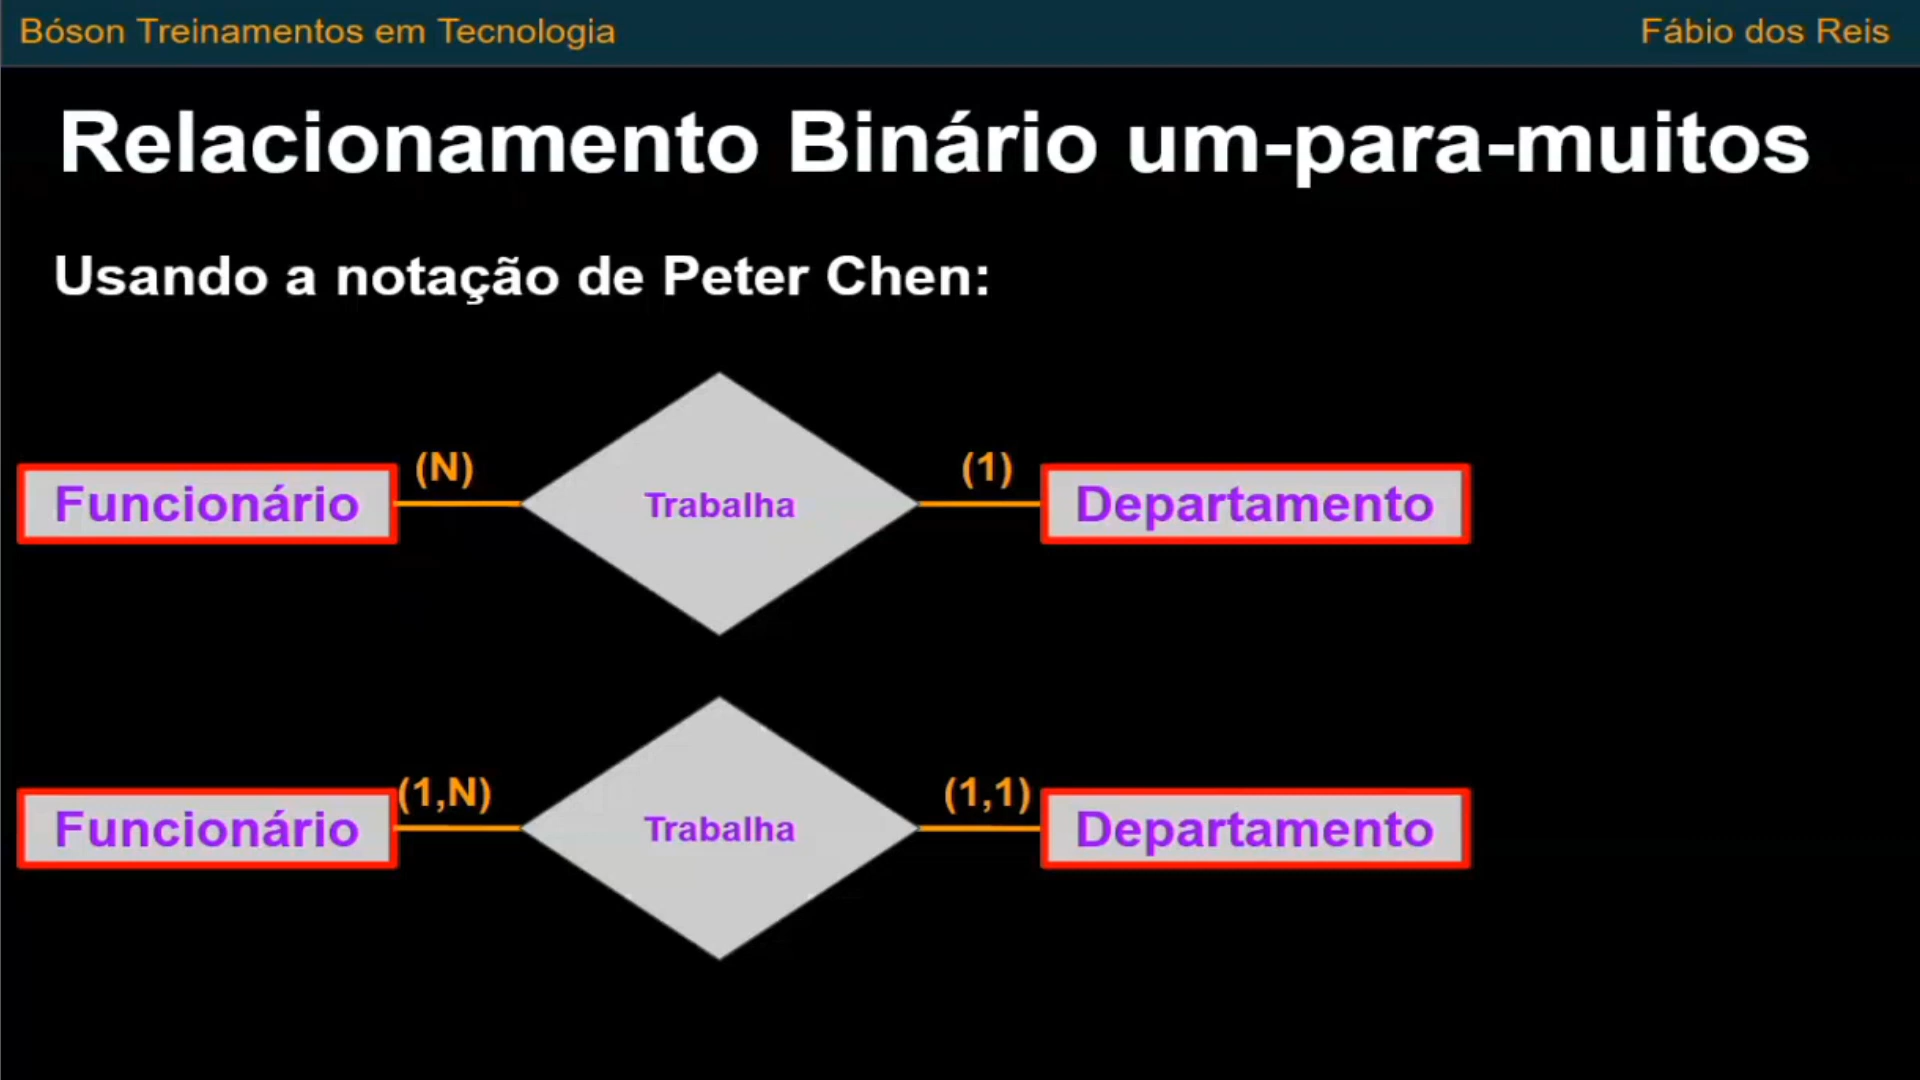 Bóson Treinamentos em Tecnologia
Fábio dos Reis
Relacionamento Binário um-para-muitos
Usando a notação de Peter Chen:
Funcionário (N) Trabalha (1) Departamento
Funcionário (1,N) Trabalha (1,1) Departamento